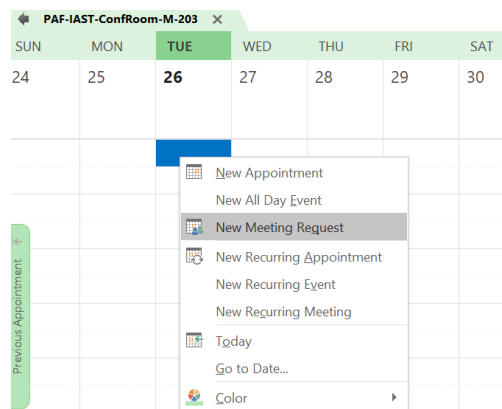 PAF-IAST-ConfRoom-M-203
SUN MON TUE WED THU FRI SAT
24 25 26 27 28 29 30
New Appointment
New All Day Event
New Meeting Request
New Recurring Appointment
New Recurring Event
New Recurring Meeting
Today
Go to Date...
Color
Previous Appointment